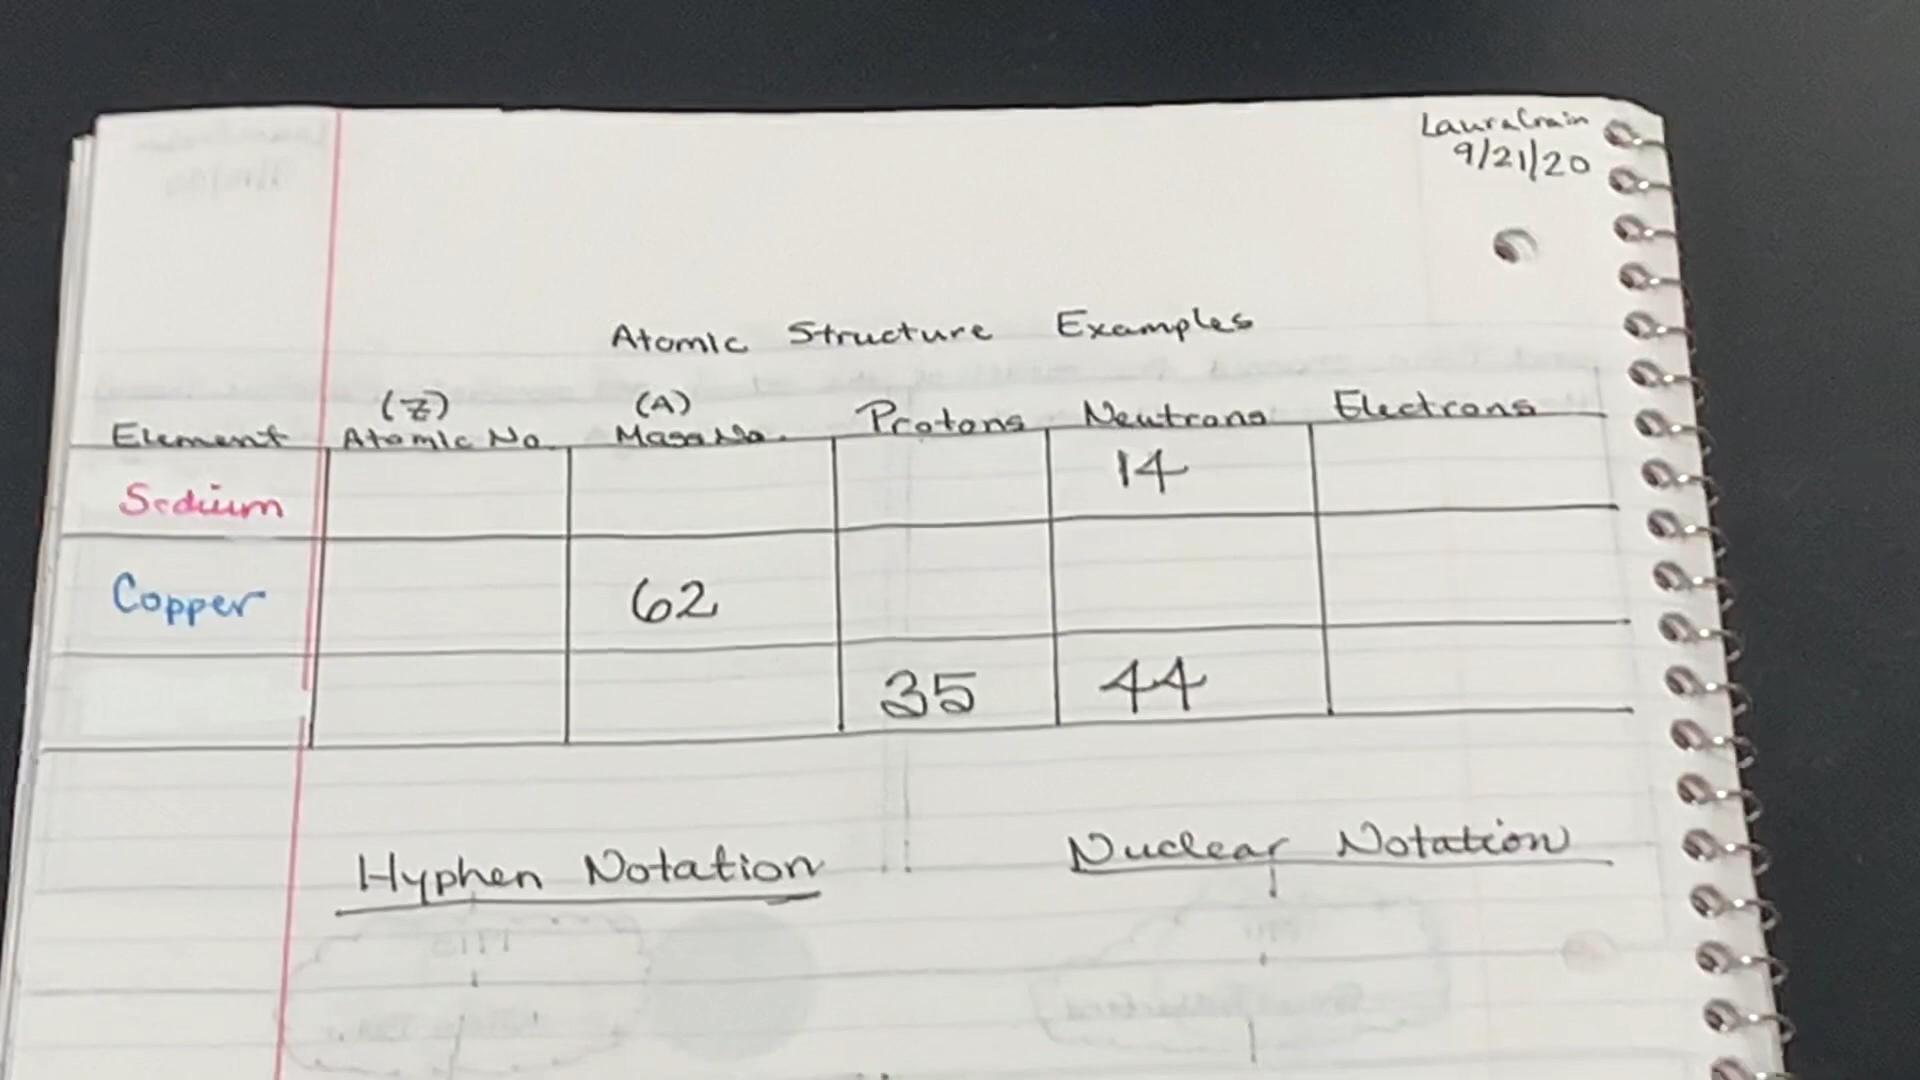 Laura Crain
9/21/20
Atomic Structure Examples
(Z) (A)
Element Atomic No. Mass No. Protons Neutrons Electrons
Sodium 14
Copper 62
35 44
Hyphen Notation Nuclear Notation